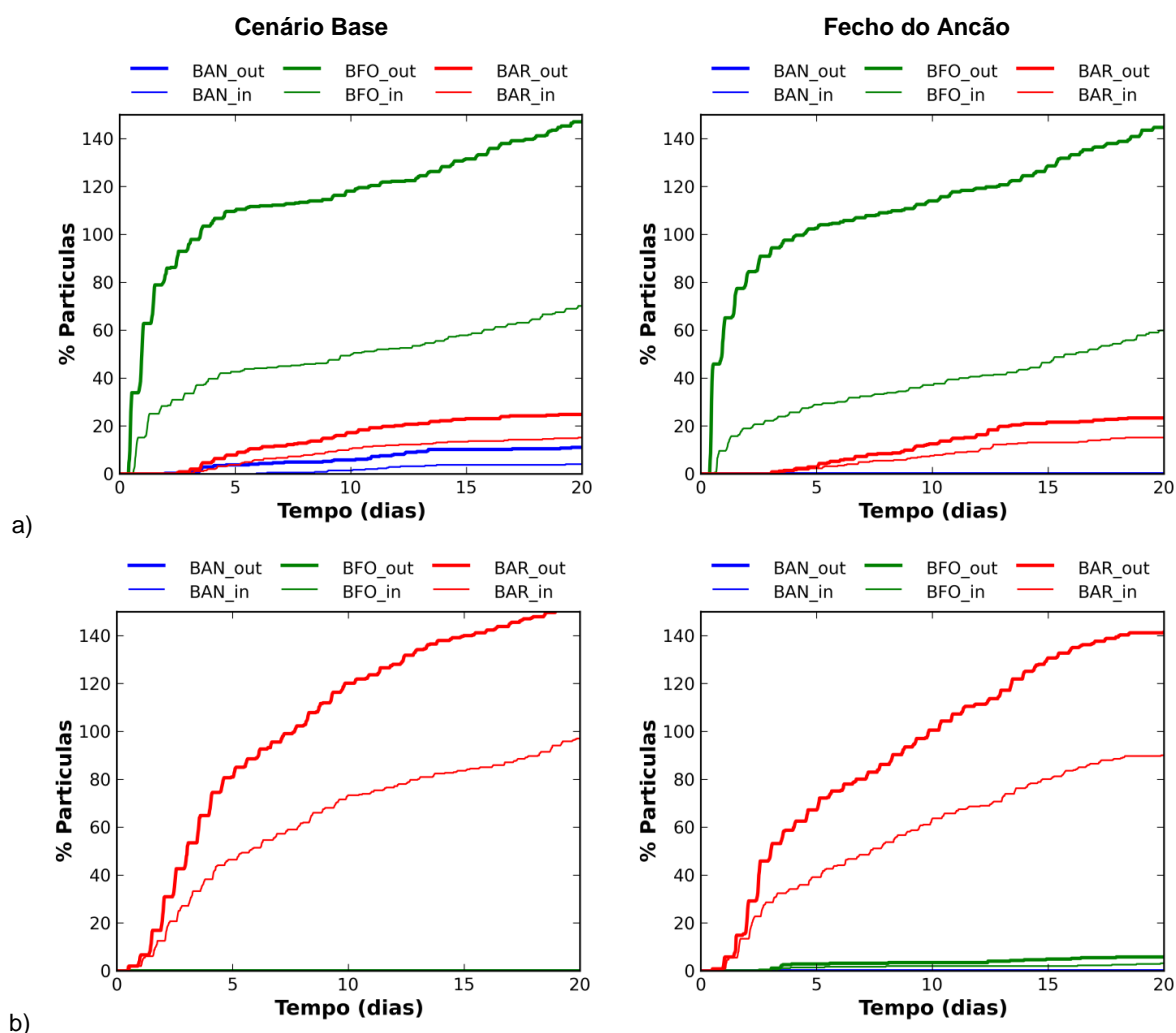 Cenário Base
Fecho do Ancão
BAN_out BFO_out BAR_out
BAN_in BFO_in BAR_in
140
120
100
80
60
40
20
0
% Particulas
0 5 10 15 20
Tempo (dias)
BAN_out BFO_out BAR_out
BAN_in BFO_in BAR_in
140
120
100
80
60
40
20
0
% Particulas
0 5 10 15 20
Tempo (dias)
a)
BAN_out BFO_out BAR_out
BAN_in BFO_in BAR_in
140
120
100
80
60
40
20
0
% Particulas
0 5 10 15 20
Tempo (dias)
BAN_out BFO_out BAR_out
BAN_in BFO_in BAR_in
140
120
100
80
60
40
20
0
% Particulas
0 5 10 15 20
Tempo (dias)
b)